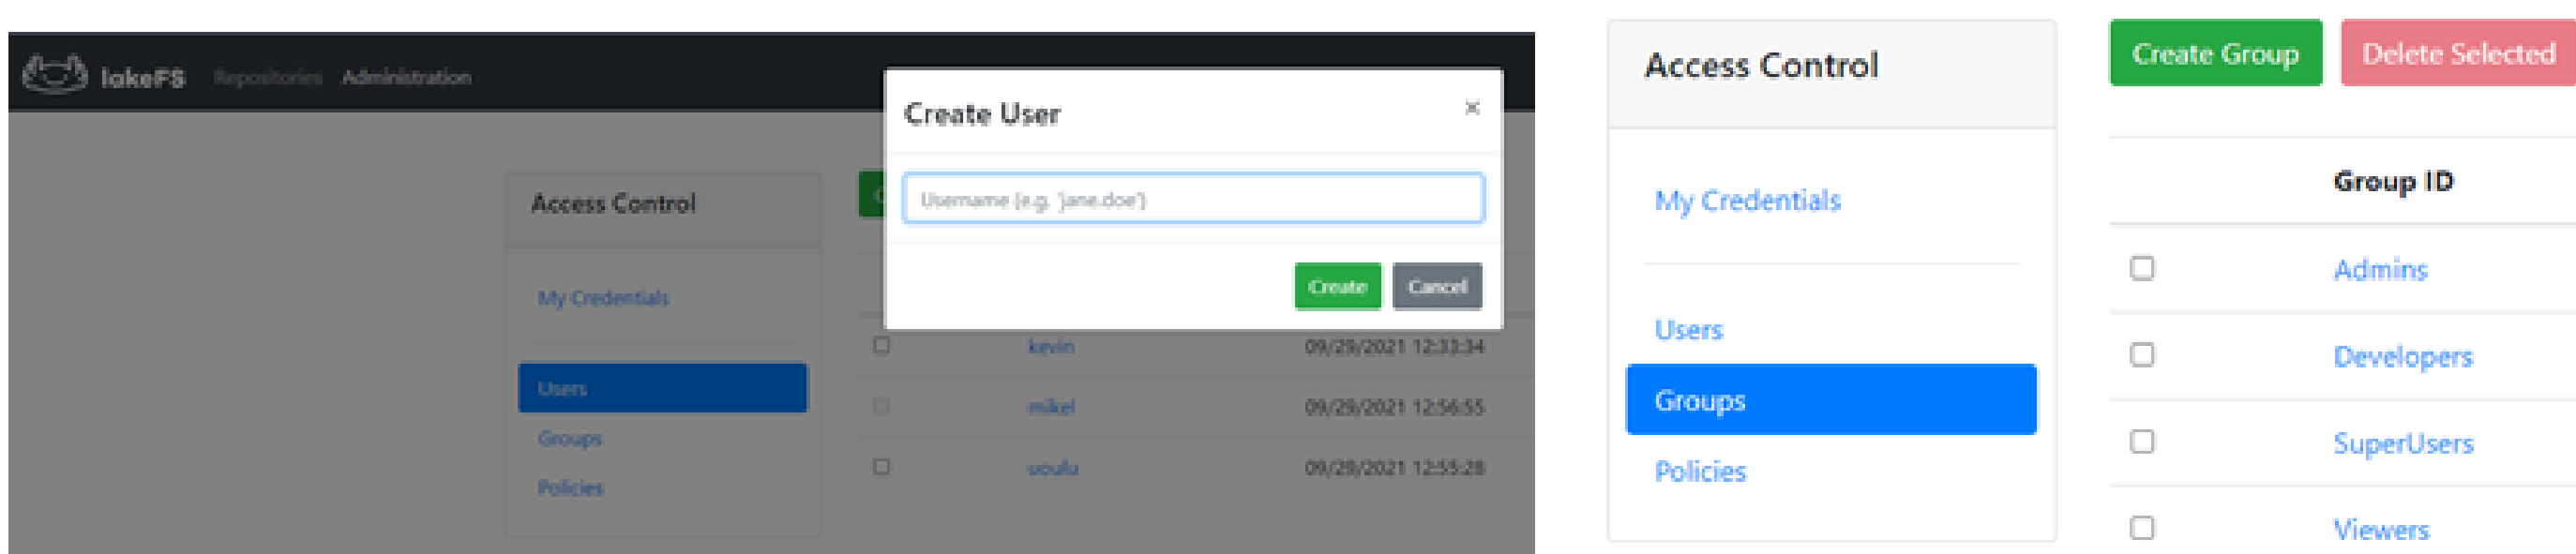 lakeFS Repositories Administration
Create User ×
Username (e.g. 'jane.doe')
Create Cancel
Access Control
My Credentials
Users
Groups
Policies
kevin 09/29/2021 12:33:34
mikel 09/29/2021 12:56:55
09/29/2021 12:55:28
Access Control
My Credentials
Users
Groups
Policies
Create Group Delete Selected
Group ID
Admins
Developers
SuperUsers
Viewers